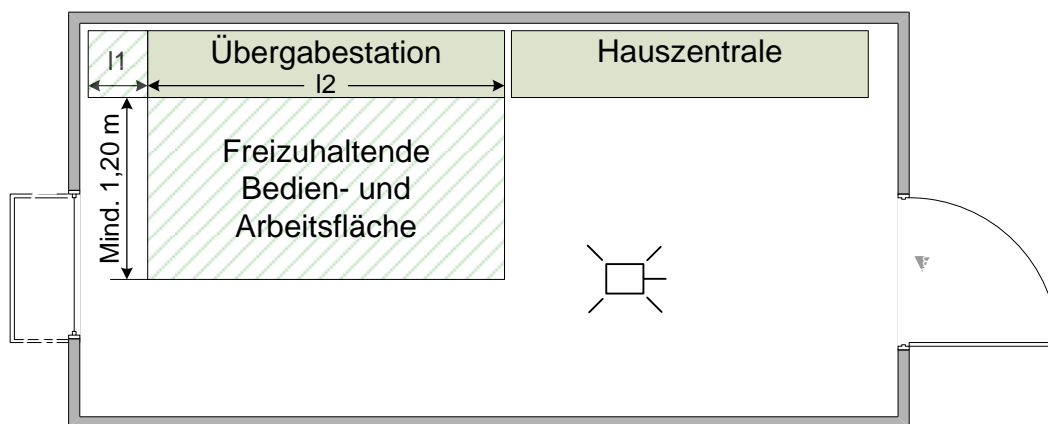 l1
Übergabestation
l2
Hauszentrale
Mind. 1,20 m
Freizuhaltende
Bedien- und
Arbeitsfläche